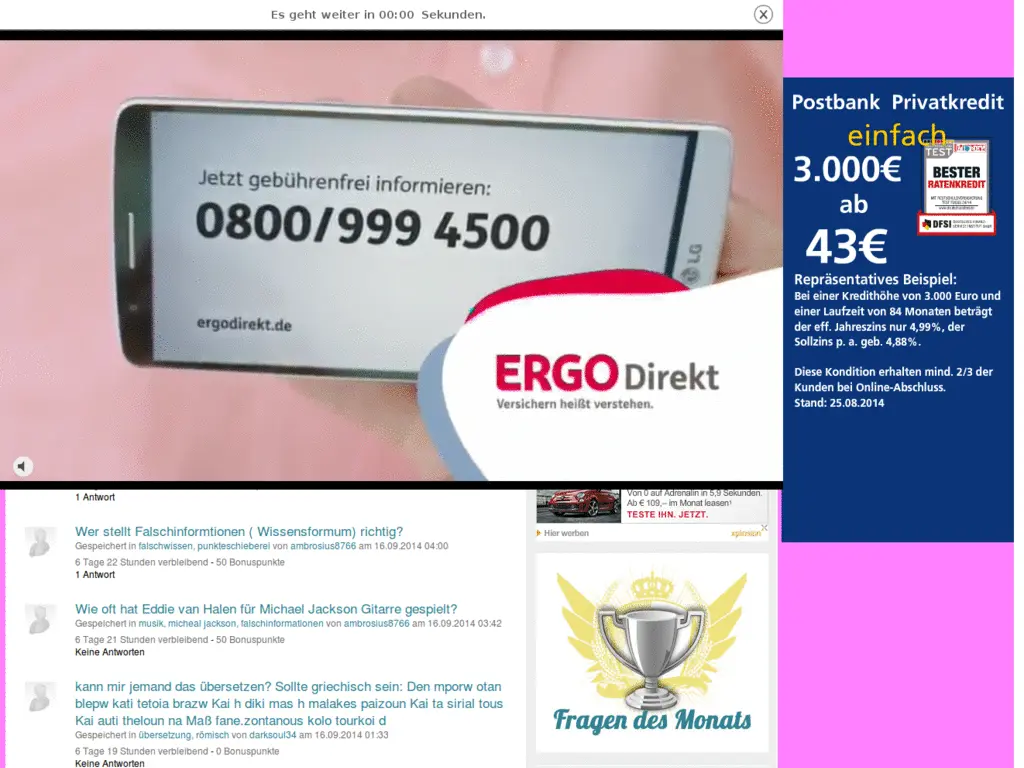 Es geht weiter in 00:00 Sekunden.
Jetzt gebührenfrei informieren:
0800/999 4500
ergodirekt.de
LG
ERGO Direkt
Versichern heißt verstehen.
Postbank Privatkredit
einfach
3.000€
ab
43€
TEST
BESTER
RATENKREDIT
DFSI
Repräsentatives Beispiel:
Bei einer Kredithöhe von 3.000 Euro und
einer Laufzeit von 84 Monaten beträgt
der eff. Jahreszins nur 4,99%, der
Sollzins p. a. geb. 4,88%.
Diese Kondition erhalten mind. 2/3 der
Kunden bei Online-Abschluss.
Stand: 25.08.2014
1 Antwort
Wer stellt Falschinformtionen ( Wissensformum) richtig?
Gespeichert in falschwissen, punkteschieberei von ambrosius8766 am 16.09.2014 04:00
6 Tage 22 Stunden verbleibend - 50 Bonuspunkte
1 Antwort
Wie oft hat Eddie van Halen für Michael Jackson Gitarre gespielt?
Gespeichert in musik, micheal jackson, falschinformationen von ambrosius8766 am 16.09.2014 03:42
6 Tage 21 Stunden verbleibend - 50 Bonuspunkte
Keine Antworten
kann mir jemand das übersetzen? Sollte griechisch sein: Den mporw otan
blepw kati tetoia brazw Kai h diki mas h malakes paizoun Kai ta sirial tous
Kai auti theloun na Maß fane.zontanous kolo tourkoi d
Gespeichert in übersetzung, römisch von darksoul34 am 16.09.2014 01:33
6 Tage 19 Stunden verbleibend - 0 Bonuspunkte
Keine Antworten
Von 0 auf Adrenalin in 5,9 Sekunden.
Ab € 109,– im Monat leasen¹
TESTE IHN. JETZT.
Hier werben
xplosion
Fragen des Monats